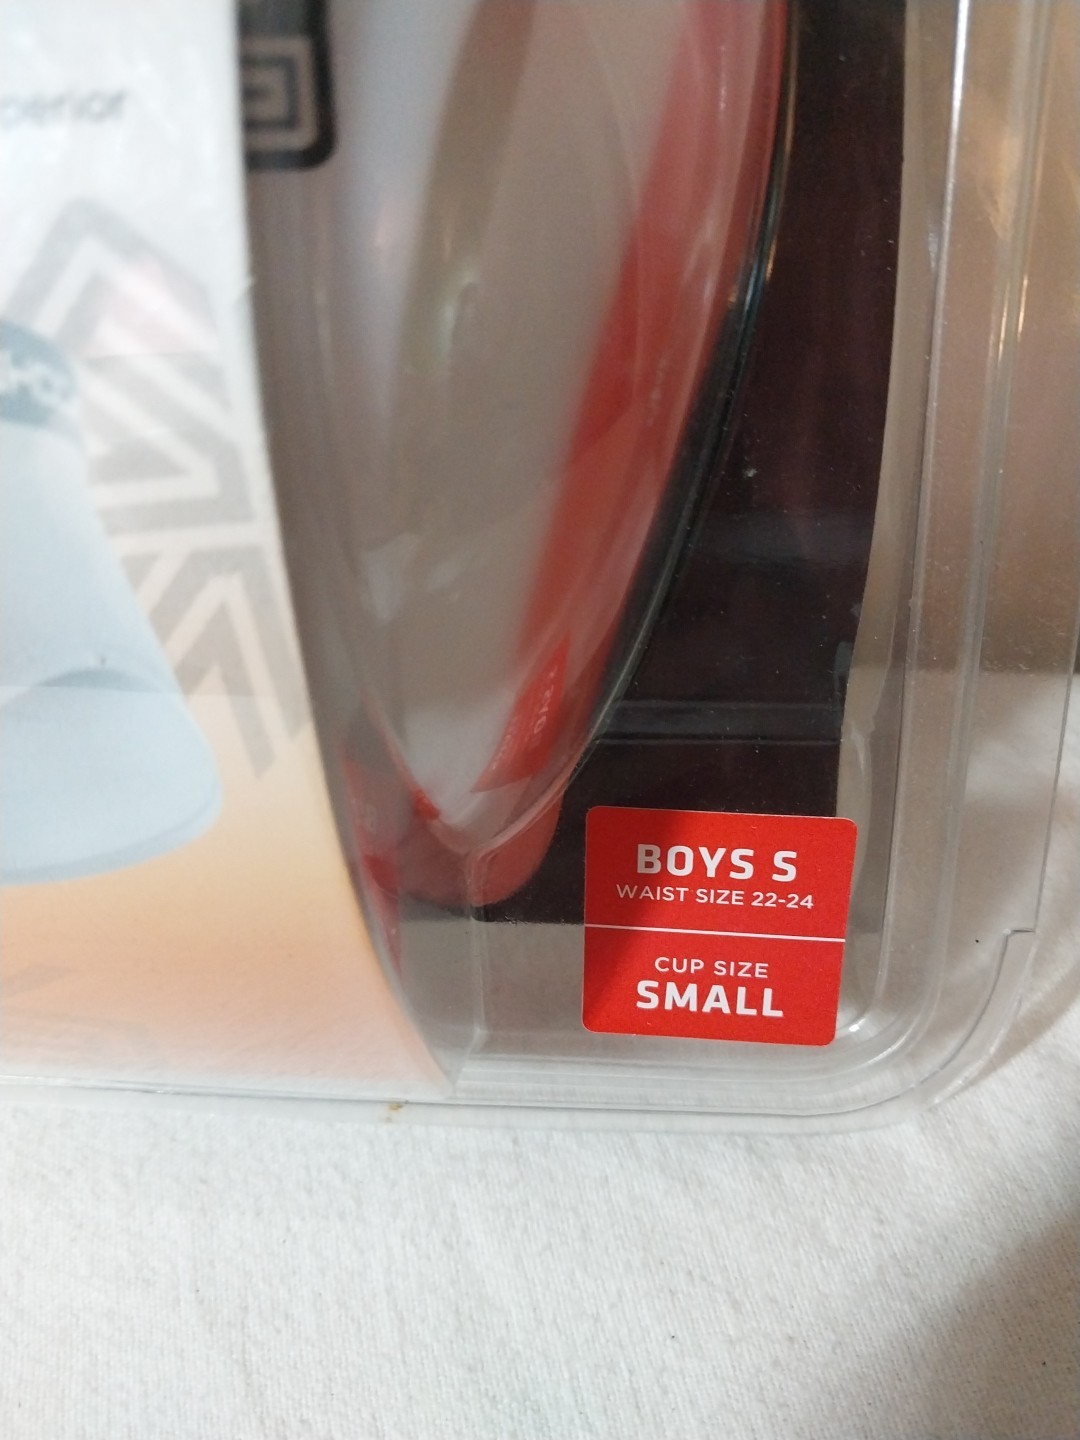 BOYS S
WAIST SIZE 22-24
CUP SIZE
SMALL